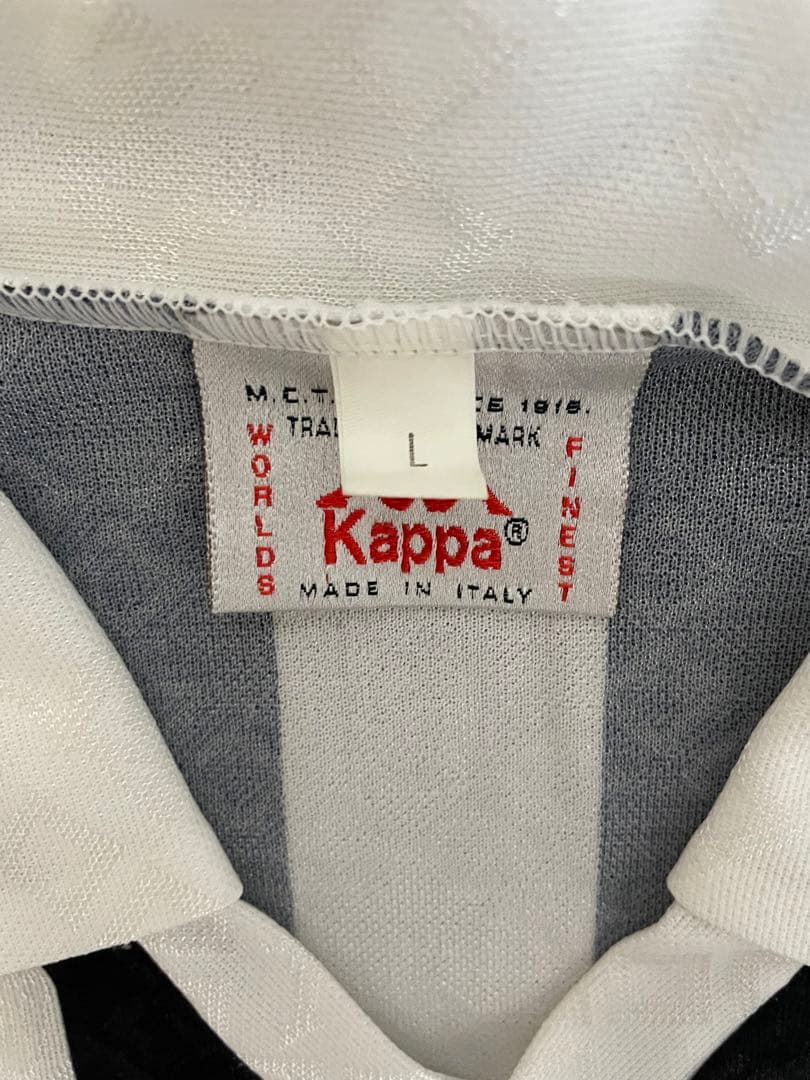 M.C.T. CE 1916.
TRA MARK
L
WORLDS
FINEST
Kappa®
MADE IN ITALY